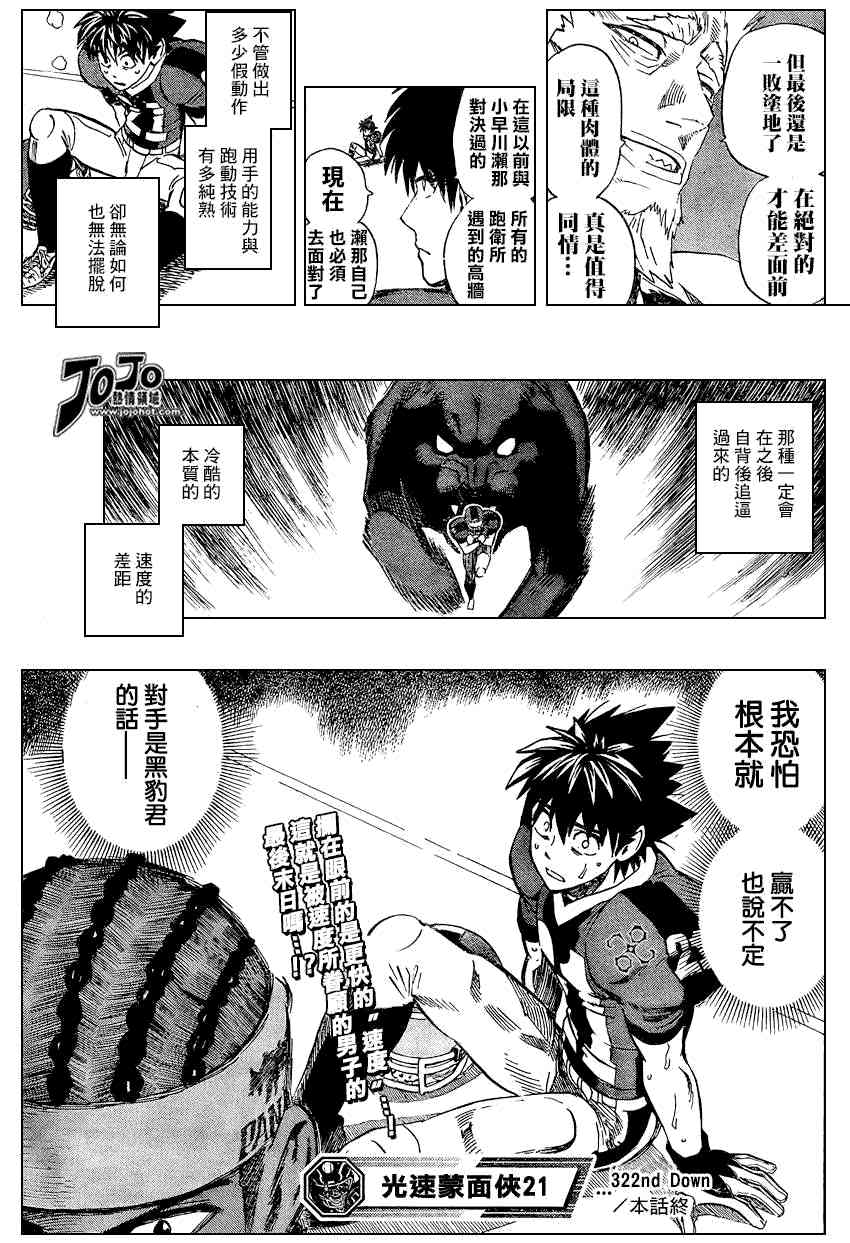 但最後還是
一敗塗地了
在絕對的
才能差面前
這種肉體的
局限
真是值得
同情…
在這以前與
小早川瀨那
對決過的
所有的
跑衛所
遇到的高牆
現在
瀨那自己
也必須
去面對了
不管做出
多少假動作
用手的能力與
跑動技術
有多純熟
卻無論如何
也無法擺脫
那種一定會
在之後
自背後追逼
過來的
冷酷的
本質的
速度的
差距
JOJO
熱情領域
www.jojohot.com
我恐怕
根本就
贏不了
也說不定
對手是黑豹君
的話——
攔在眼前的是更快的"速度"…!
這就是被速度所眷顧的男子的
最後末日嗎…!?
2
光速蒙面俠21
…322nd Down
／本話終